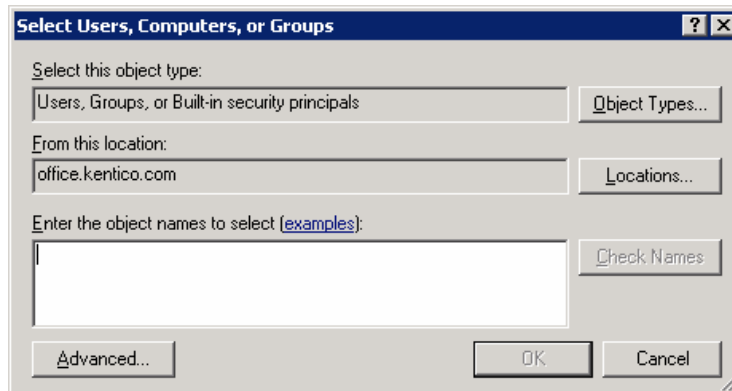 Select Users, Computers, or Groups
Select this object type:
Users, Groups, or Built-in security principals
Object Types...
From this location:
office.kentico.com
Locations...
Enter the object names to select (examples):
Check Names
Advanced...
OK
Cancel